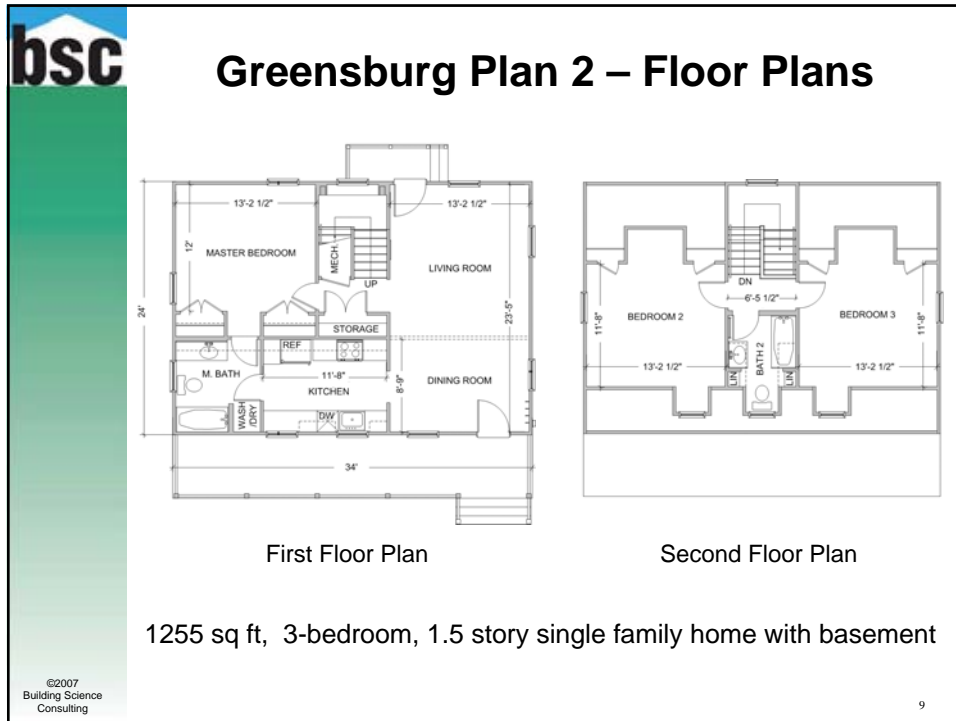 bsc
Greensburg Plan 2 – Floor Plans
13'-2 1/2"
13'-2 1/2"
12'
MASTER BEDROOM
MECH.
LIVING ROOM
UP
24'
23'-5"
STORAGE
REF
M. BATH
11'-8"
KITCHEN
8'-9"
DINING ROOM
WASH
/DRY
DW
34'
DN
6'-5 1/2"
BEDROOM 2
BEDROOM 3
11'-8"
11'-8"
BATH 2
13'-2 1/2"
13'-2 1/2"
LIN
LIN
First Floor Plan
Second Floor Plan
1255 sq ft, 3-bedroom, 1.5 story single family home with basement
©2007
Building Science
Consulting
9